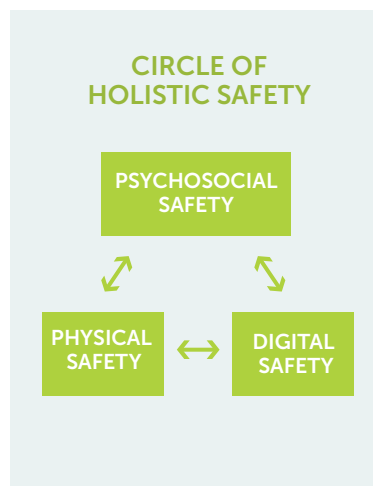 CIRCLE OF
HOLISTIC SAFETY
PSYCHOSOCIAL
SAFETY
PHYSICAL
SAFETY
DIGITAL
SAFETY